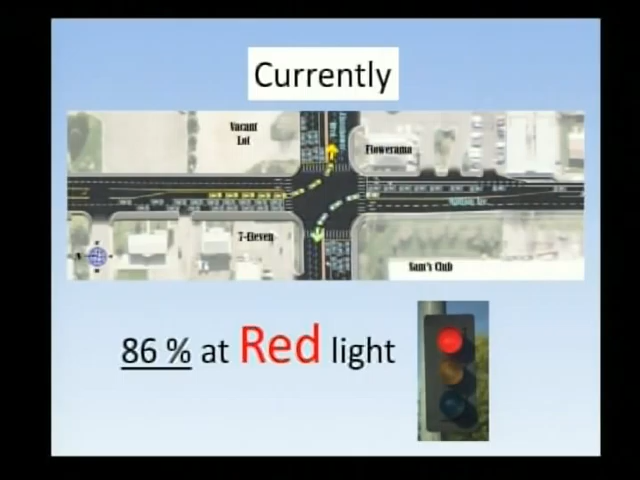 Currently
Vacant
Lot
Flowerama
7-Eleven
Sam's Club
86 % at Red light